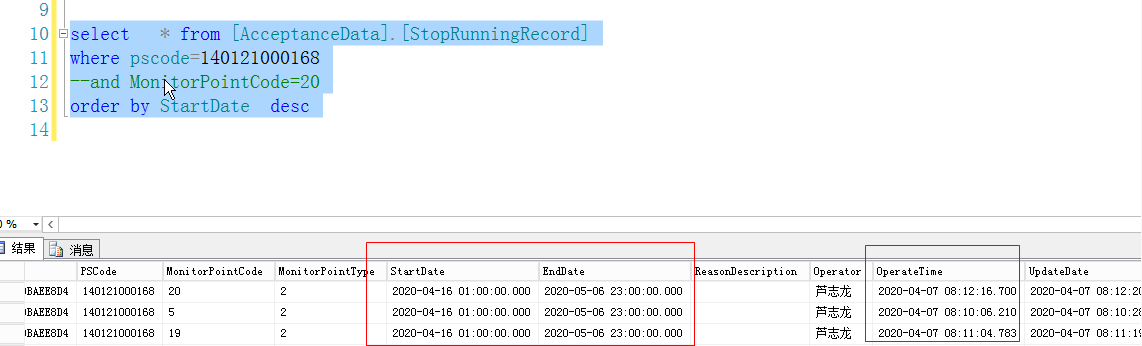 9
10 select * from [AcceptanceData].[StopRunningRecord]
11 where pscode=140121000168
12 --and MonitorPointCode=20
13 order by StartDate desc
14
0 %
结果 消息
PSCode MonitorPointCode MonitorPointType StartDate EndDate ReasonDescription Operator OperateTime UpdateDate
0BAEE8D4 140121000168 20 2 2020-04-16 01:00:00.000 2020-05-06 23:00:00.000 芦志龙 2020-04-07 08:12:16.700 2020-04-07 08:12:20
0BAEE8D4 140121000168 5 2 2020-04-16 01:00:00.000 2020-05-06 23:00:00.000 芦志龙 2020-04-07 08:10:06.210 2020-04-07 08:10:28
0BAEE8D4 140121000168 19 2 2020-04-16 01:00:00.000 2020-05-06 23:00:00.000 芦志龙 2020-04-07 08:11:04.783 2020-04-07 08:11:19